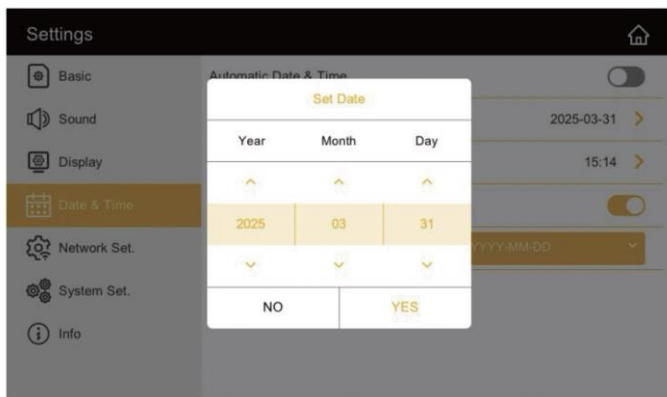 Settings
Basic
Automatic Date & Time
Sound
2025-03-31
Display
15:14
Date & Time
Network Set.
YYYY-MM-DD
System Set.
Info
Set Date
Year Month Day
2025 03 31
NO YES